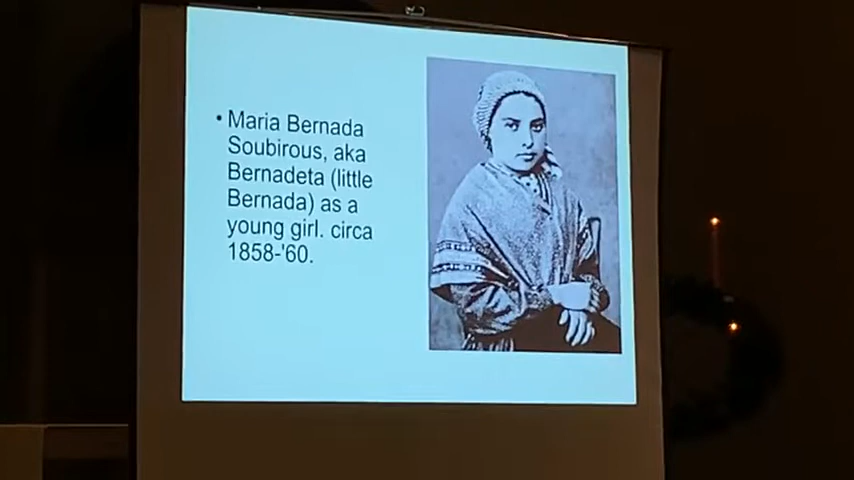 • Maria Bernada
Soubirous, aka
Bernadeta (little
Bernada) as a
young girl. circa
1858-'60.